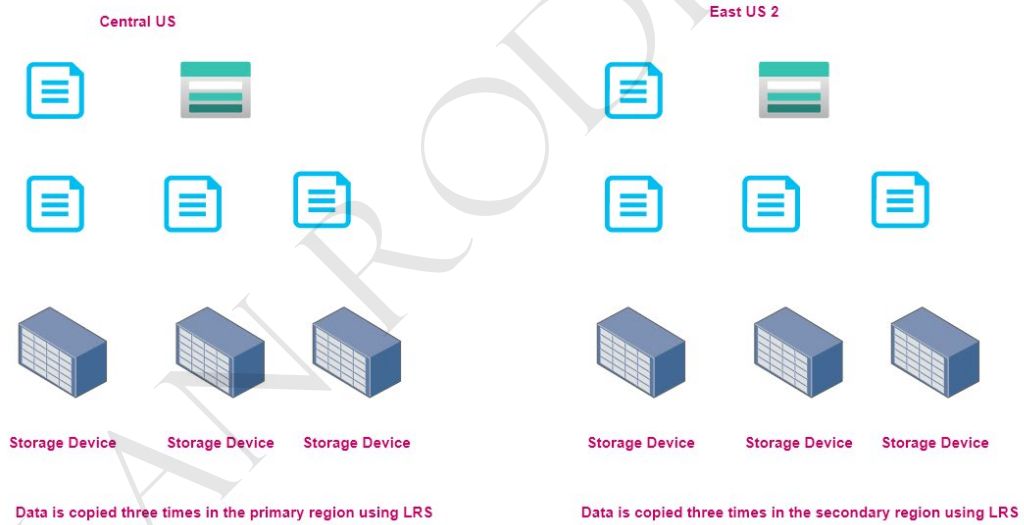 Central US
East US 2
Storage Device
Storage Device
Storage Device
Storage Device
Storage Device
Storage Device
Data is copied three times in the primary region using LRS
Data is copied three times in the secondary region using LRS